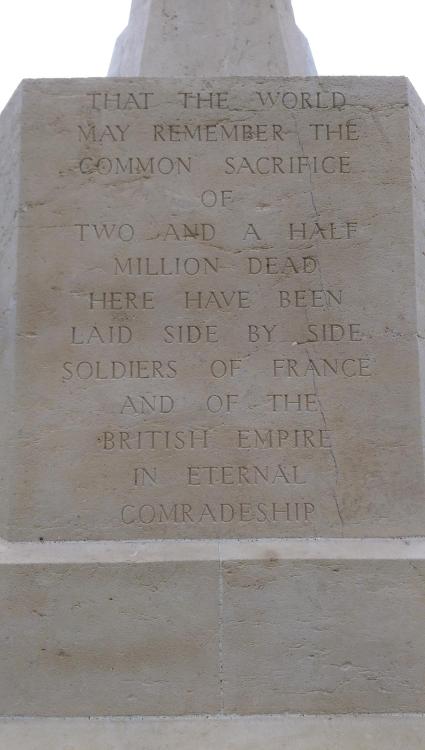 THAT THE WORLD
MAY REMEMBER THE
COMMON SACRIFICE
OF
TWO AND A HALF
MILLION DEAD
HERE HAVE BEEN
LAID SIDE BY SIDE
SOLDIERS OF FRANCE
AND OF THE
BRITISH EMPIRE
IN ETERNAL
COMRADESHIP